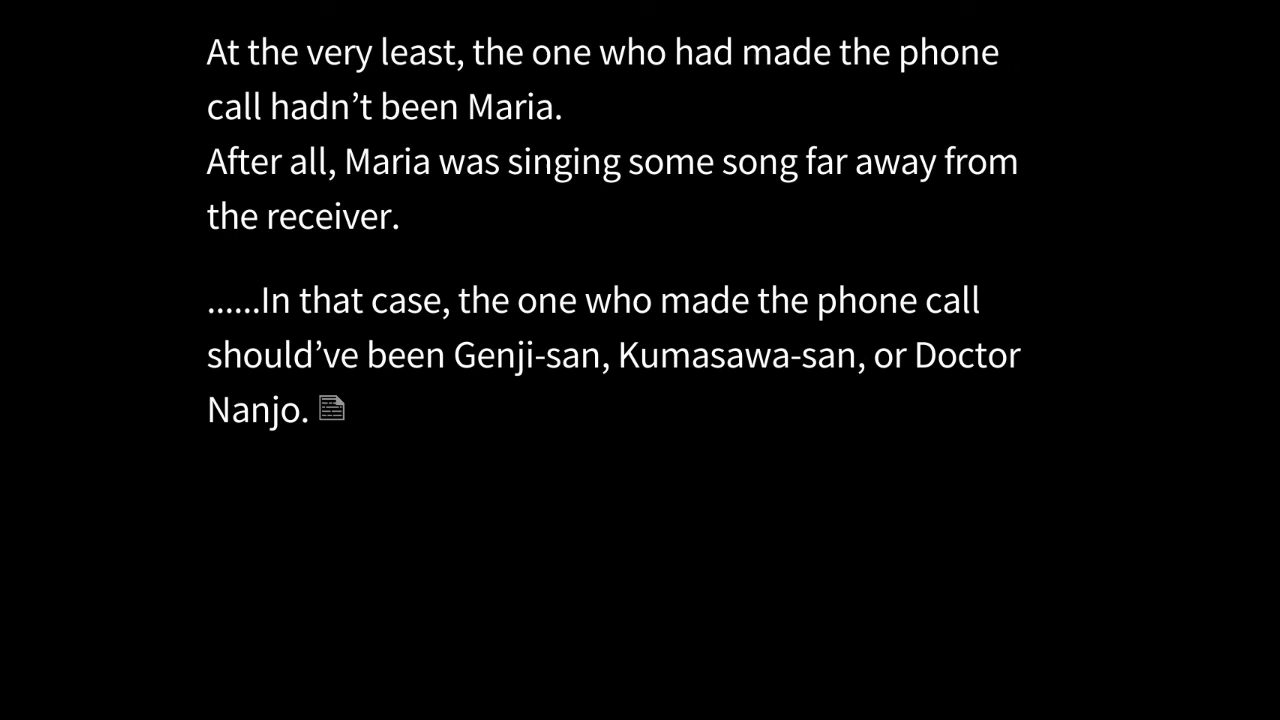 At the very least, the one who had made the phone
call hadn’t been Maria.
After all, Maria was singing some song far away from
the receiver.
......In that case, the one who made the phone call
should’ve been Genji-san, Kumasawa-san, or Doctor
Nanjo.